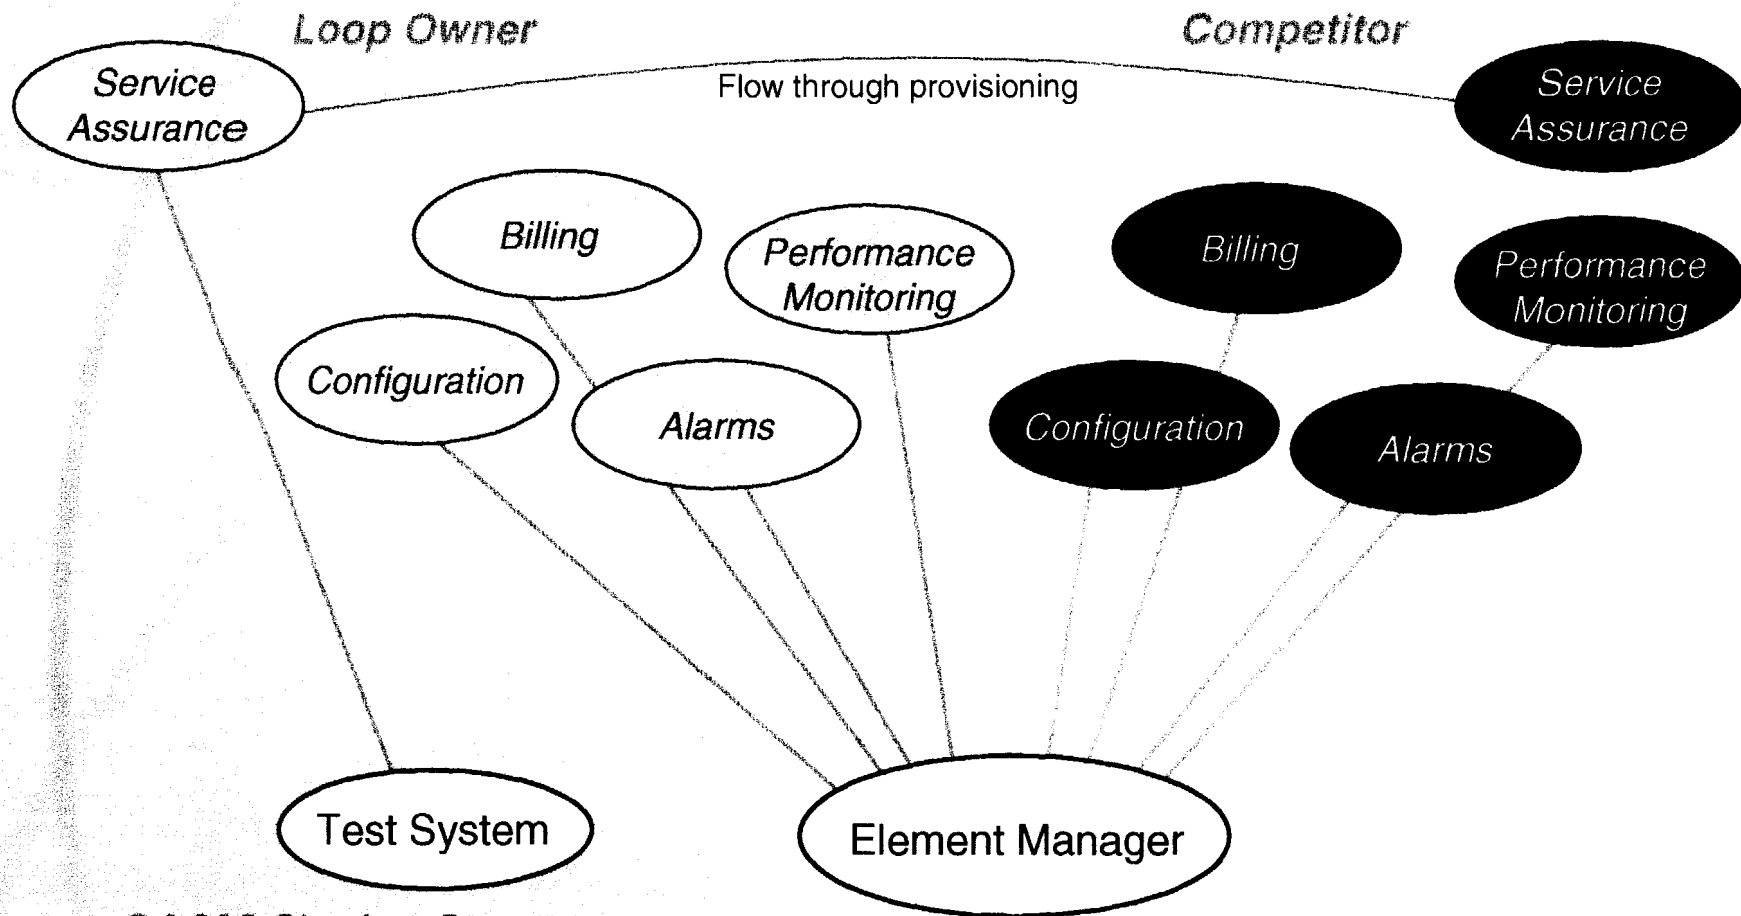 Loop Owner
Competitor
Service
Assurance
Flow through provisioning
Service
Assurance
Billing
Performance
Monitoring
Billing
Performance
Monitoring
Configuration
Alarms
Configuration
Alarms
Test System
Element Manager